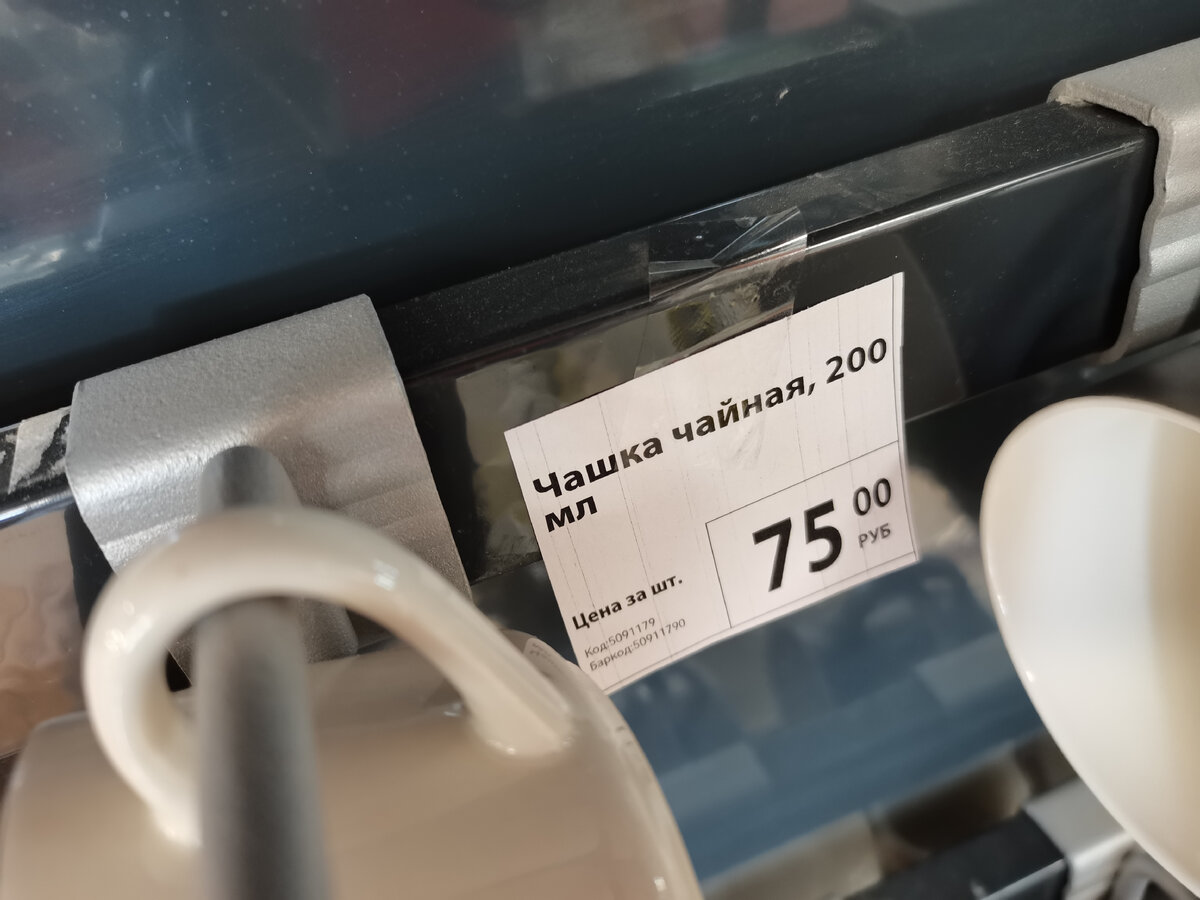 Чашка чайная, 200
мл
75 00
РУБ
Цена за шт.
Код:5091179
Баркод:50911790